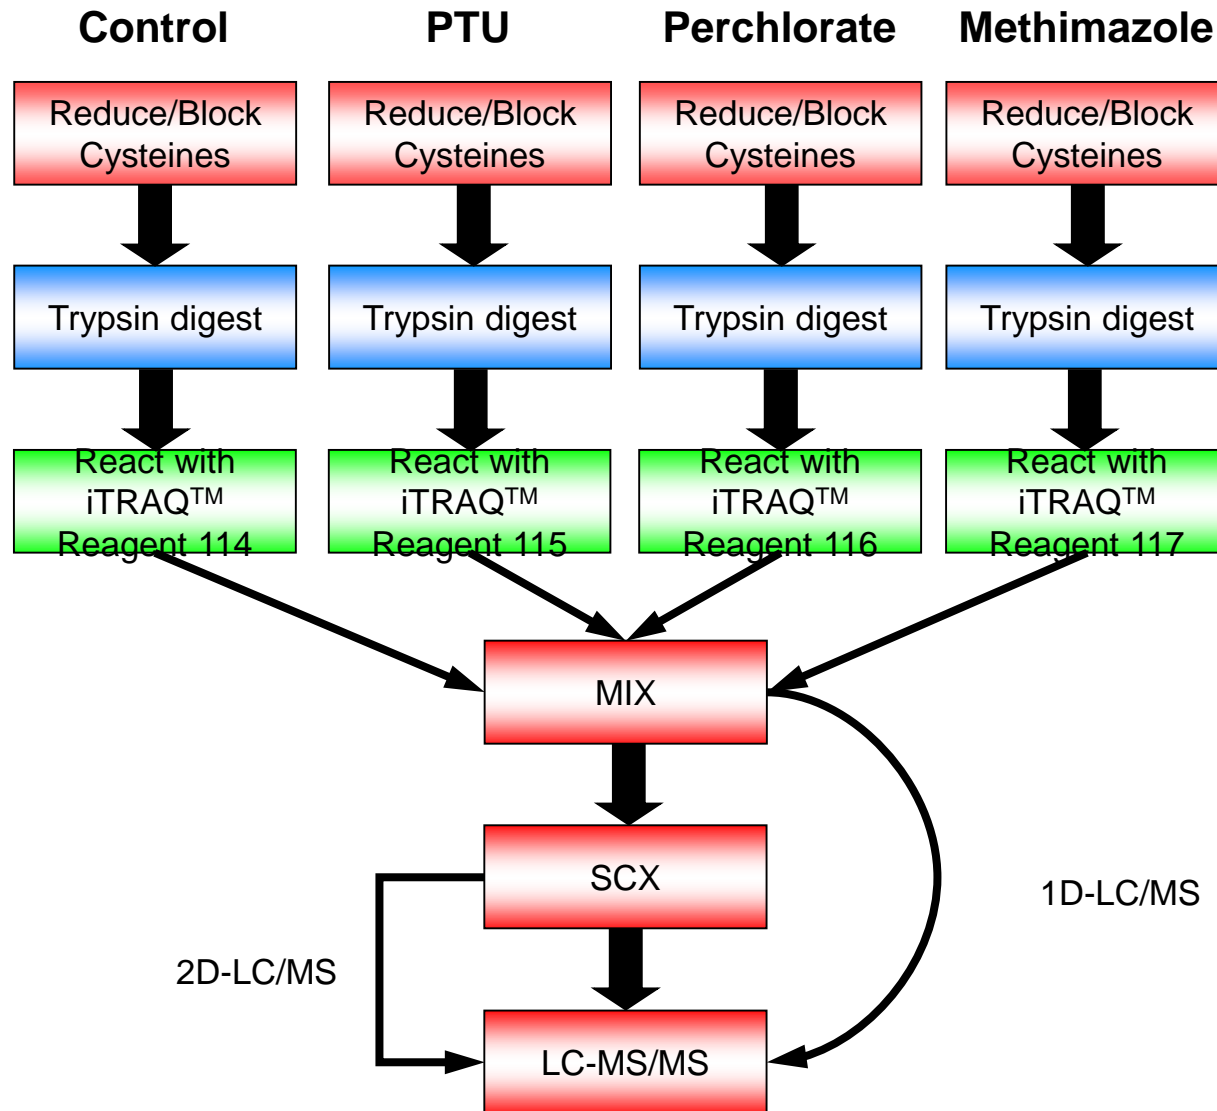 Control
PTU
Perchlorate
Methimazole
Reduce/Block
Cysteines
Reduce/Block
Cysteines
Reduce/Block
Cysteines
Reduce/Block
Cysteines
Trypsin digest
Trypsin digest
Trypsin digest
Trypsin digest
React with
iTRAQ™
Reagent 114
React with
iTRAQ™
Reagent 115
React with
iTRAQ™
Reagent 116
React with
iTRAQ™
Reagent 117
MIX
SCX
1D-LC/MS
2D-LC/MS
LC-MS/MS